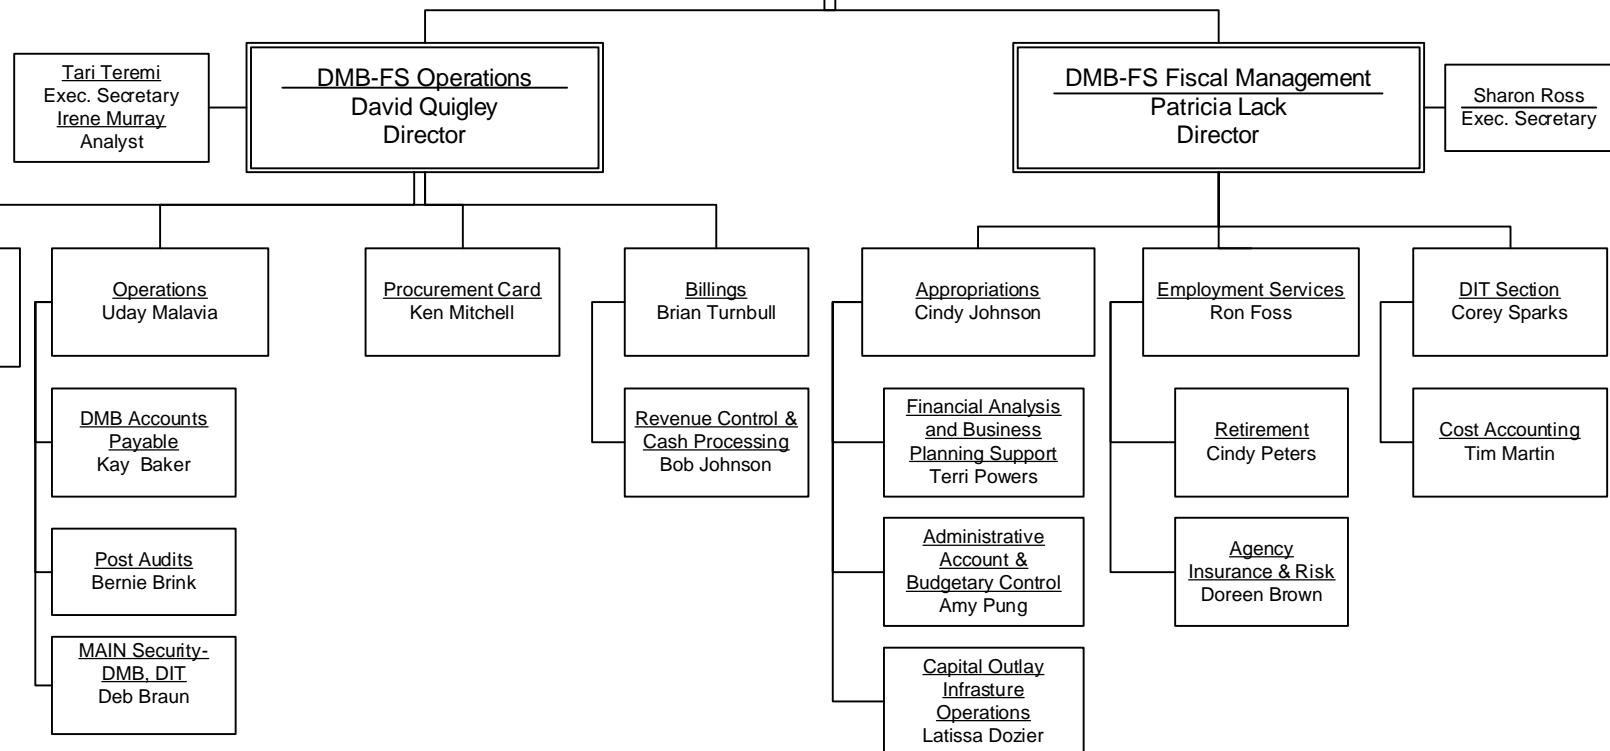 Tari Teremi
Exec. Secretary
Irene Murray
Analyst
DMB-FS Operations
David Quigley
Director
DMB-FS Fiscal Management
Patricia Lack
Director
Sharon Ross
Exec. Secretary
Operations
Uday Malavia
Procurement Card
Ken Mitchell
Billings
Brian Turnbull
Appropriations
Cindy Johnson
Employment Services
Ron Foss
DIT Section
Corey Sparks
DMB Accounts
Payable
Kay Baker
Revenue Control &
Cash Processing
Bob Johnson
Financial Analysis
and Business
Planning Support
Terri Powers
Retirement
Cindy Peters
Cost Accounting
Tim Martin
Post Audits
Bernie Brink
Administrative
Account &
Budgetary Control
Amy Pung
Agency
Insurance & Risk
Doreen Brown
MAIN Security-
DMB, DIT
Deb Braun
Capital Outlay
Infrasture
Operations
Latissa Dozier